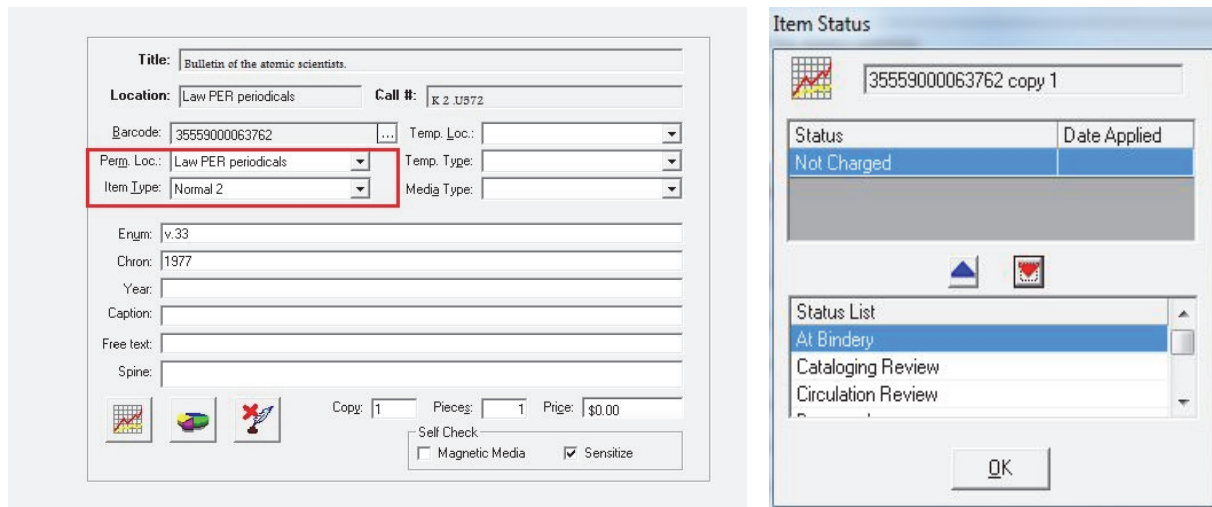 Title: Bulletin of the atomic scientists.
Location: Law PER periodicals Call #: K 2 .U572
Barcode: 35559000063762 ... Temp. Loc.:
Perm. Loc.: Law PER periodicals Temp. Type:
Item Type: Normal 2 Media Type:
Enum: v.33
Chron: 1977
Year:
Caption:
Free text:
Spine:
Copy: 1 Pieces: 1 Price: $0.00
Self Check
Magnetic Media Sensitize
Item Status
35559000063762 copy 1
Status Date Applied
Not Charged
Status List
At Bindery
Cataloging Review
Circulation Review
OK